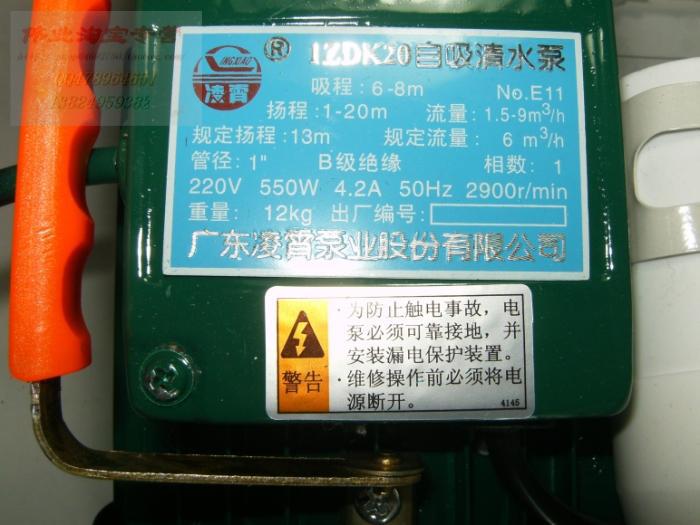 LINGXIAO
凌霄
®
1ZDK20自吸清水泵
吸程:6-8m No.E11
扬程:1-20m 流量:1.5-9m³/h
规定扬程:13m 规定流量: 6 m³/h
管径:1" B级绝缘 相数:1
220V 550W 4.2A 50Hz 2900r/min
重量: 12kg 出厂编号:
广东凌霄泵业股份有限公司
警告
·为防止触电事故,电
泵必须可靠接地,并
安装漏电保护装置。
·维修操作前必须将电
源断开。
4145